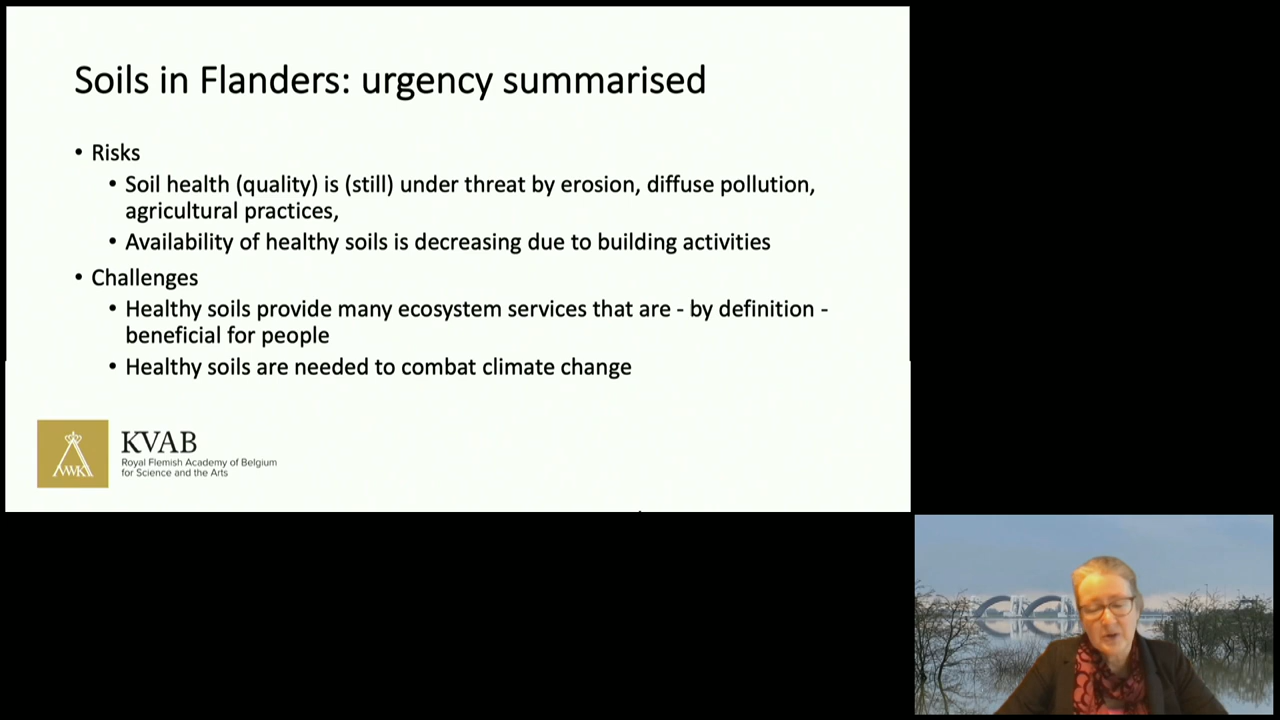 Soils in Flanders: urgency summarised
• Risks
• Soil health (quality) is (still) under threat by erosion, diffuse pollution,
agricultural practices,
• Availability of healthy soils is decreasing due to building activities
• Challenges
• Healthy soils provide many ecosystem services that are - by definition -
beneficial for people
• Healthy soils are needed to combat climate change
KVAB
Royal Flemish Academy of Belgium
for Science and the Arts